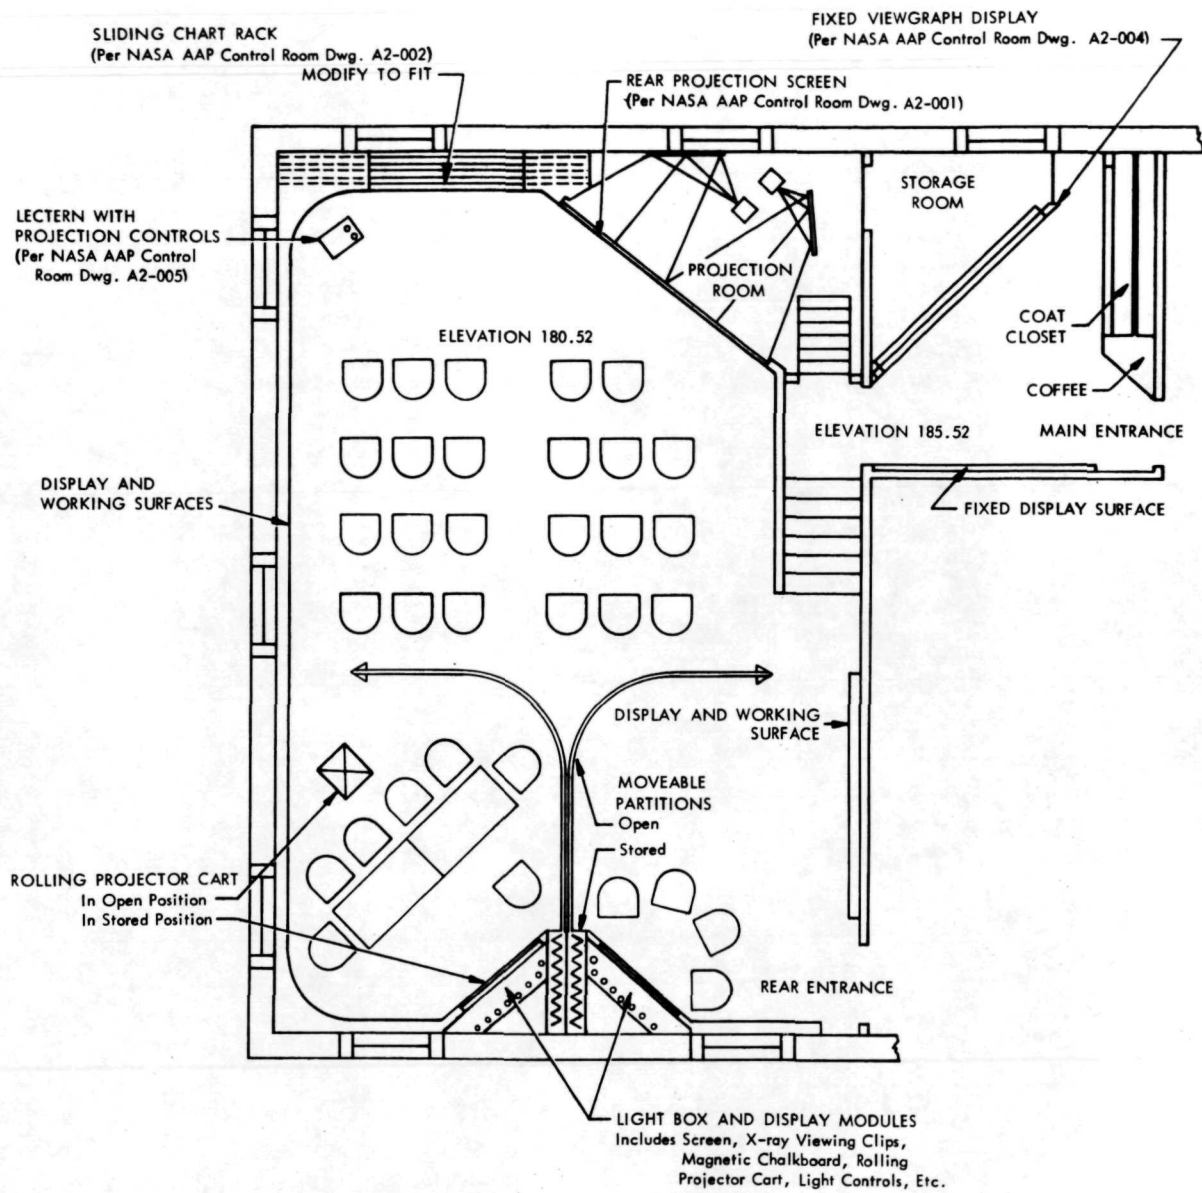 SLIDING CHART RACK
(Per NASA AAP Control Room Dwg. A2-002)
MODIFY TO FIT
FIXED VIEWGRAPH DISPLAY
(Per NASA AAP Control Room Dwg. A2-004)
REAR PROJECTION SCREEN
(Per NASA AAP Control Room Dwg. A2-001)
LECTERN WITH
PROJECTION CONTROLS
(Per NASA AAP Control
Room Dwg. A2-005)
STORAGE
ROOM
PROJECTION
ROOM
COAT
CLOSET
COFFEE
ELEVATION 180.52
ELEVATION 185.52
MAIN ENTRANCE
DISPLAY AND
WORKING SURFACES
FIXED DISPLAY SURFACE
DISPLAY AND WORKING
SURFACE
MOVEABLE
PARTITIONS
Open
Stored
ROLLING PROJECTOR CART
In Open Position
In Stored Position
REAR ENTRANCE
LIGHT BOX AND DISPLAY MODULES
Includes Screen, X-ray Viewing Clips,
Magnetic Chalkboard, Rolling
Projector Cart, Light Controls, Etc.